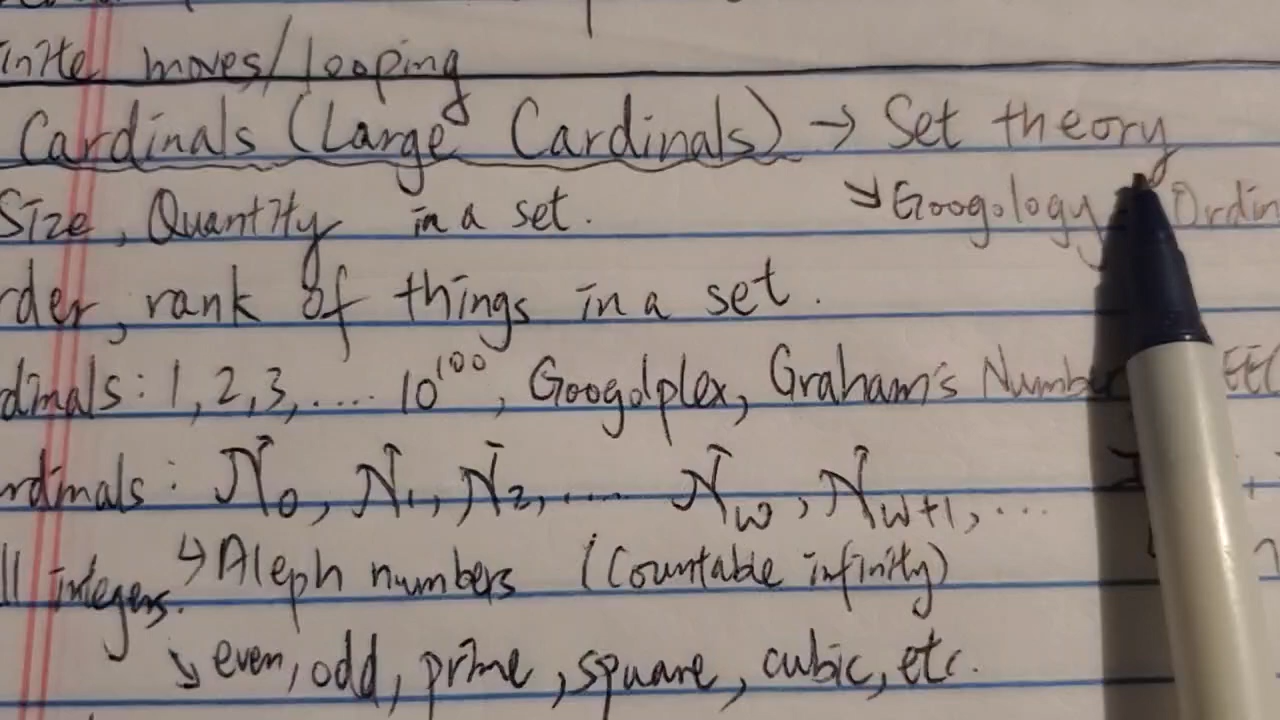 inite moves/looping
Cardinals (Large Cardinals) → Set theory
Size, Quantity in a set. ↘ Googology Ordin
rder, rank of things in a set.
dinals: 1, 2, 3, .... 10^100, Googolplex, Graham's Number
rdinals: ℵ₀, ℵ₁, ℵ₂, .... ℵω, ℵω+1, ...
ll integers. ↳ Aleph numbers (Countable infinity)
↘ even, odd, prime, square, cubic, etc.